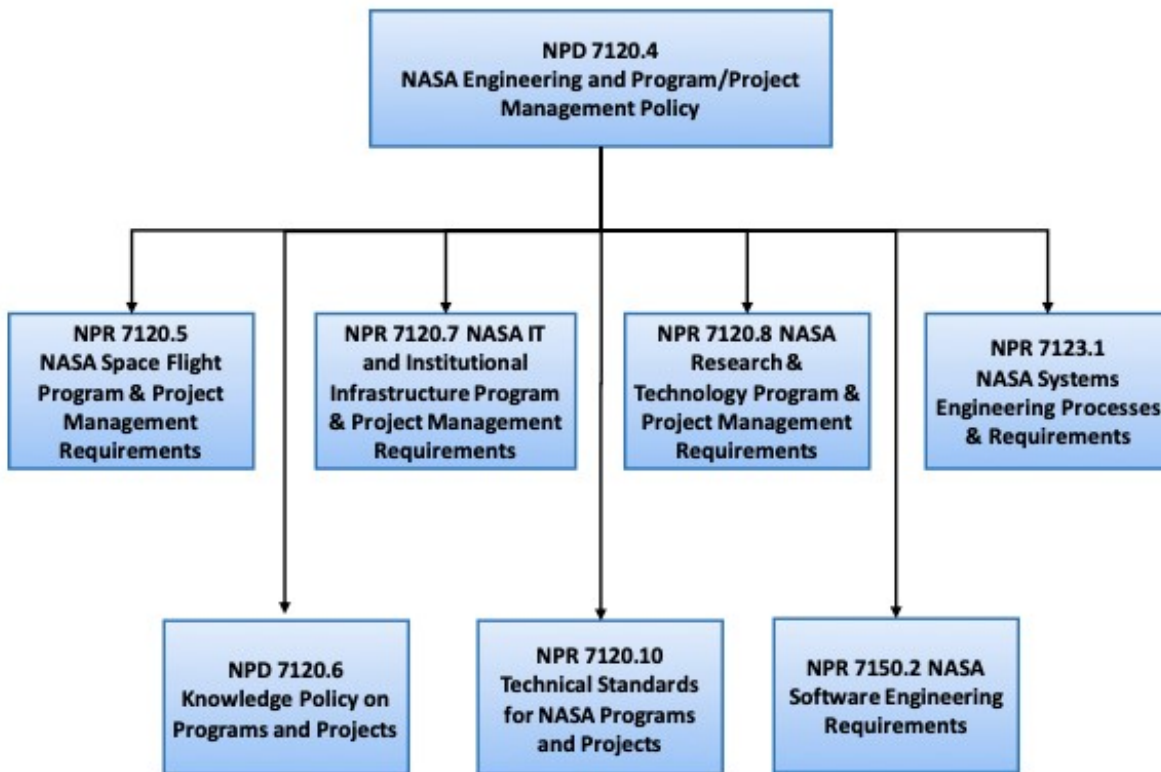 NPD 7120.4
NASA Engineering and Program/Project
Management Policy
NPR 7120.5
NASA Space Flight
Program & Project
Management
Requirements
NPR 7120.7 NASA IT
and Institutional
Infrastructure Program
& Project Management
Requirements
NPR 7120.8 NASA
Research &
Technology Program &
Project Management
Requirements
NPR 7123.1
NASA Systems
Engineering Processes
& Requirements
NPD 7120.6
Knowledge Policy on
Programs and Projects
NPR 7120.10
Technical Standards
for NASA Programs
and Projects
NPR 7150.2 NASA
Software Engineering
Requirements